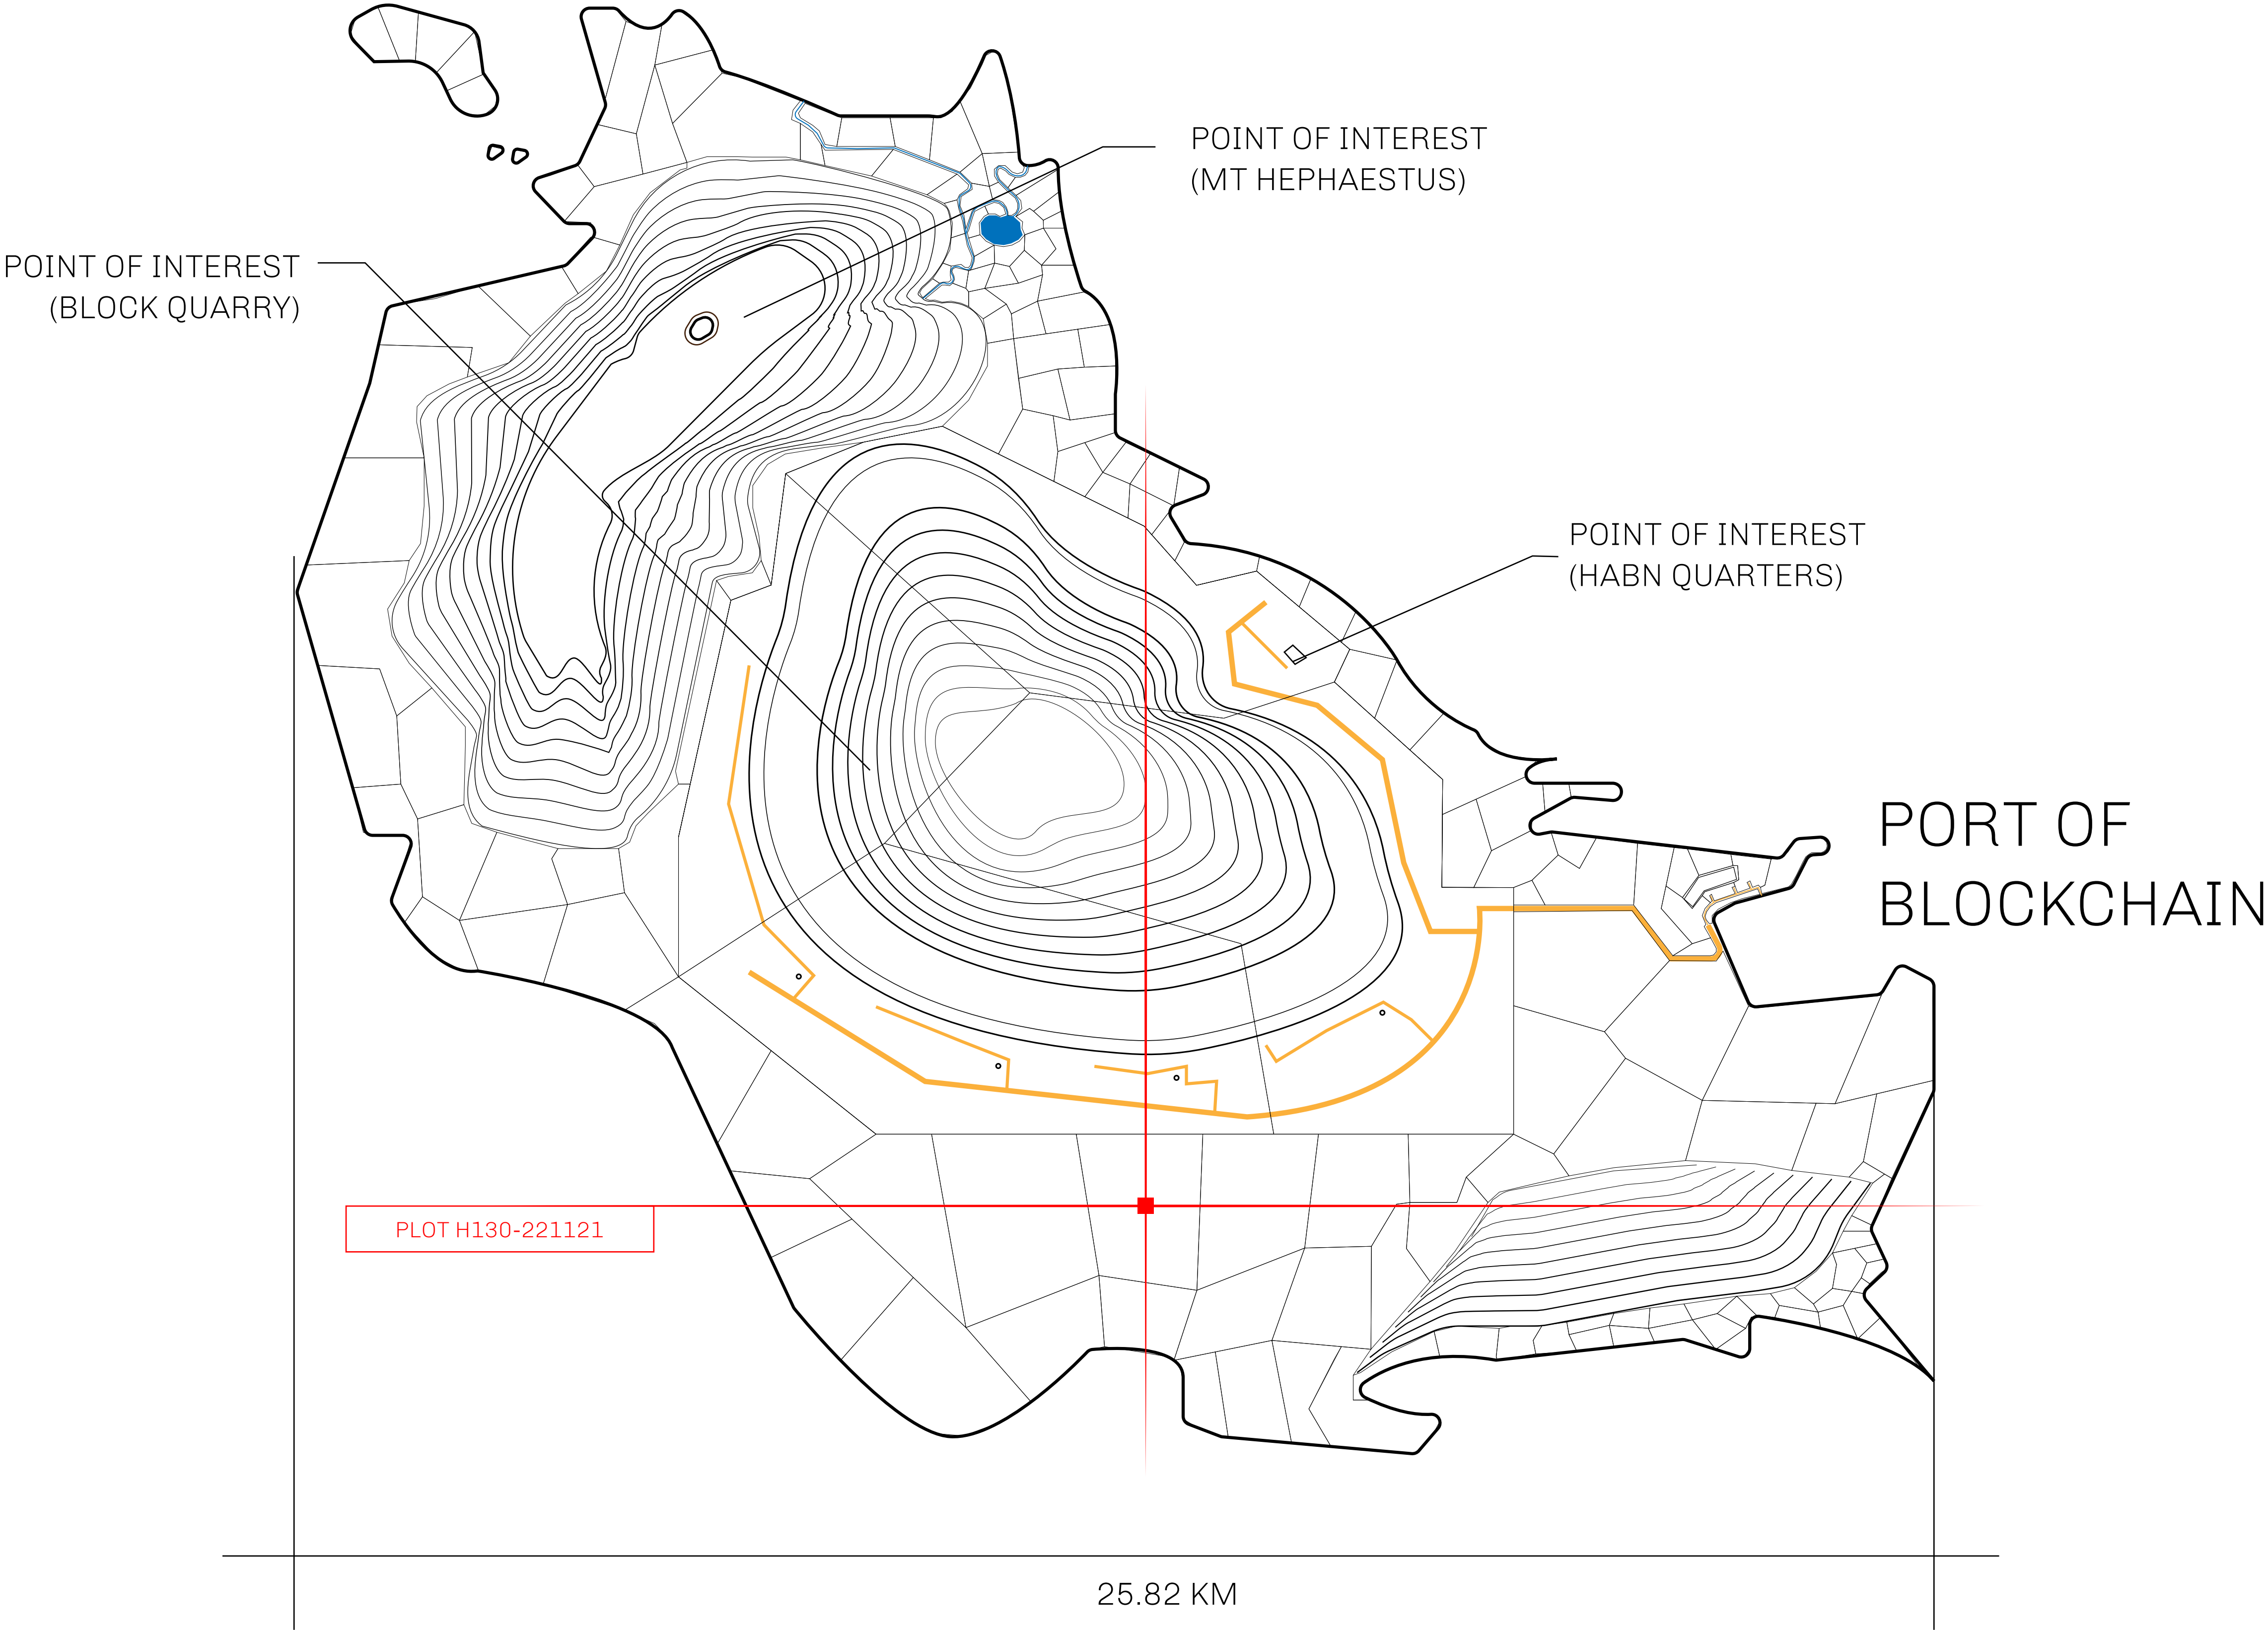 POINT OF INTEREST
(MT HEPHAESTUS)
POINT OF INTEREST
(BLOCK QUARRY)
POINT OF INTEREST
(HABN QUARTERS)
PORT OF
BLOCKCHAIN
PLOT H130-221121
25.82 KM